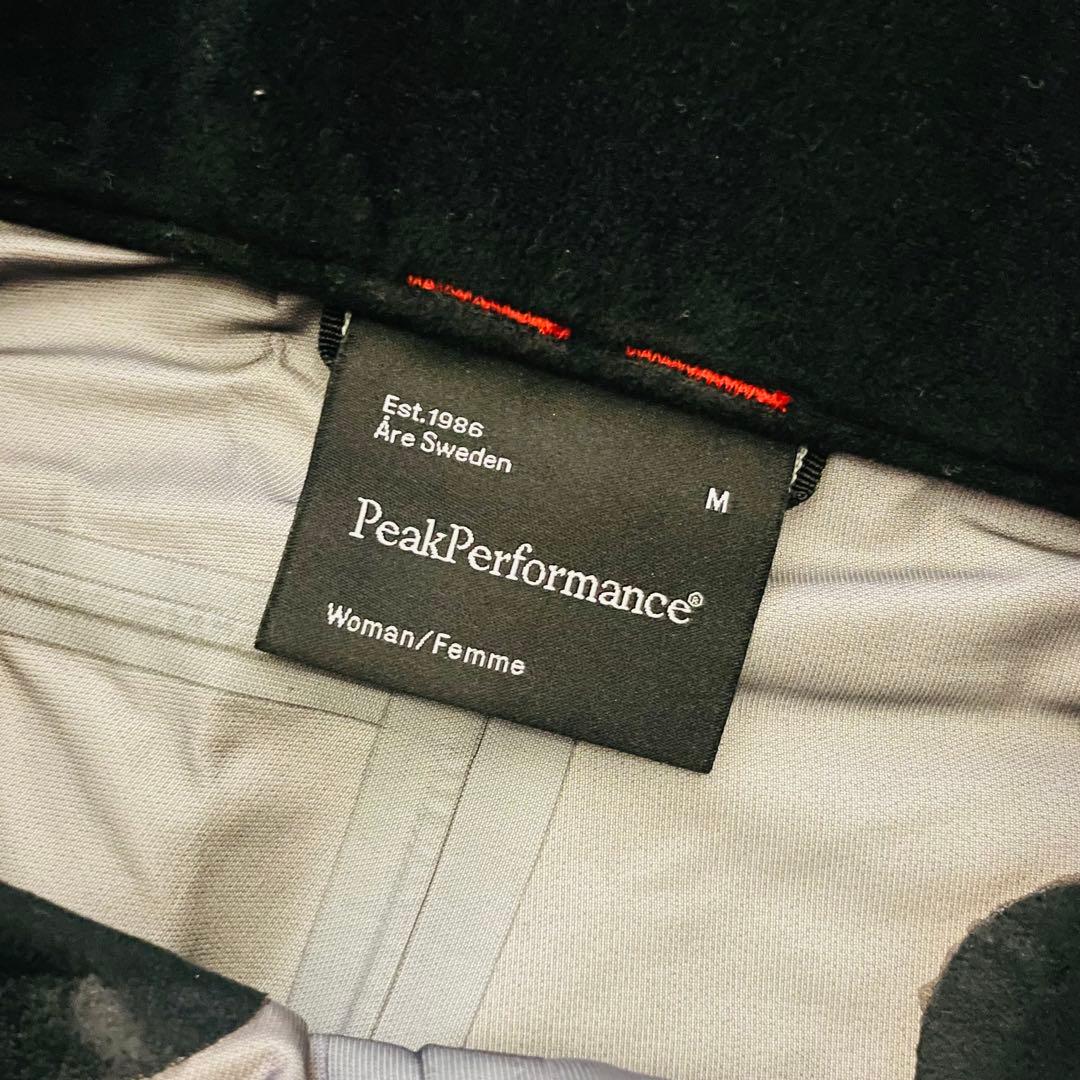 Est.1986
Åre Sweden
M
PeakPerformance®
Woman/Femme